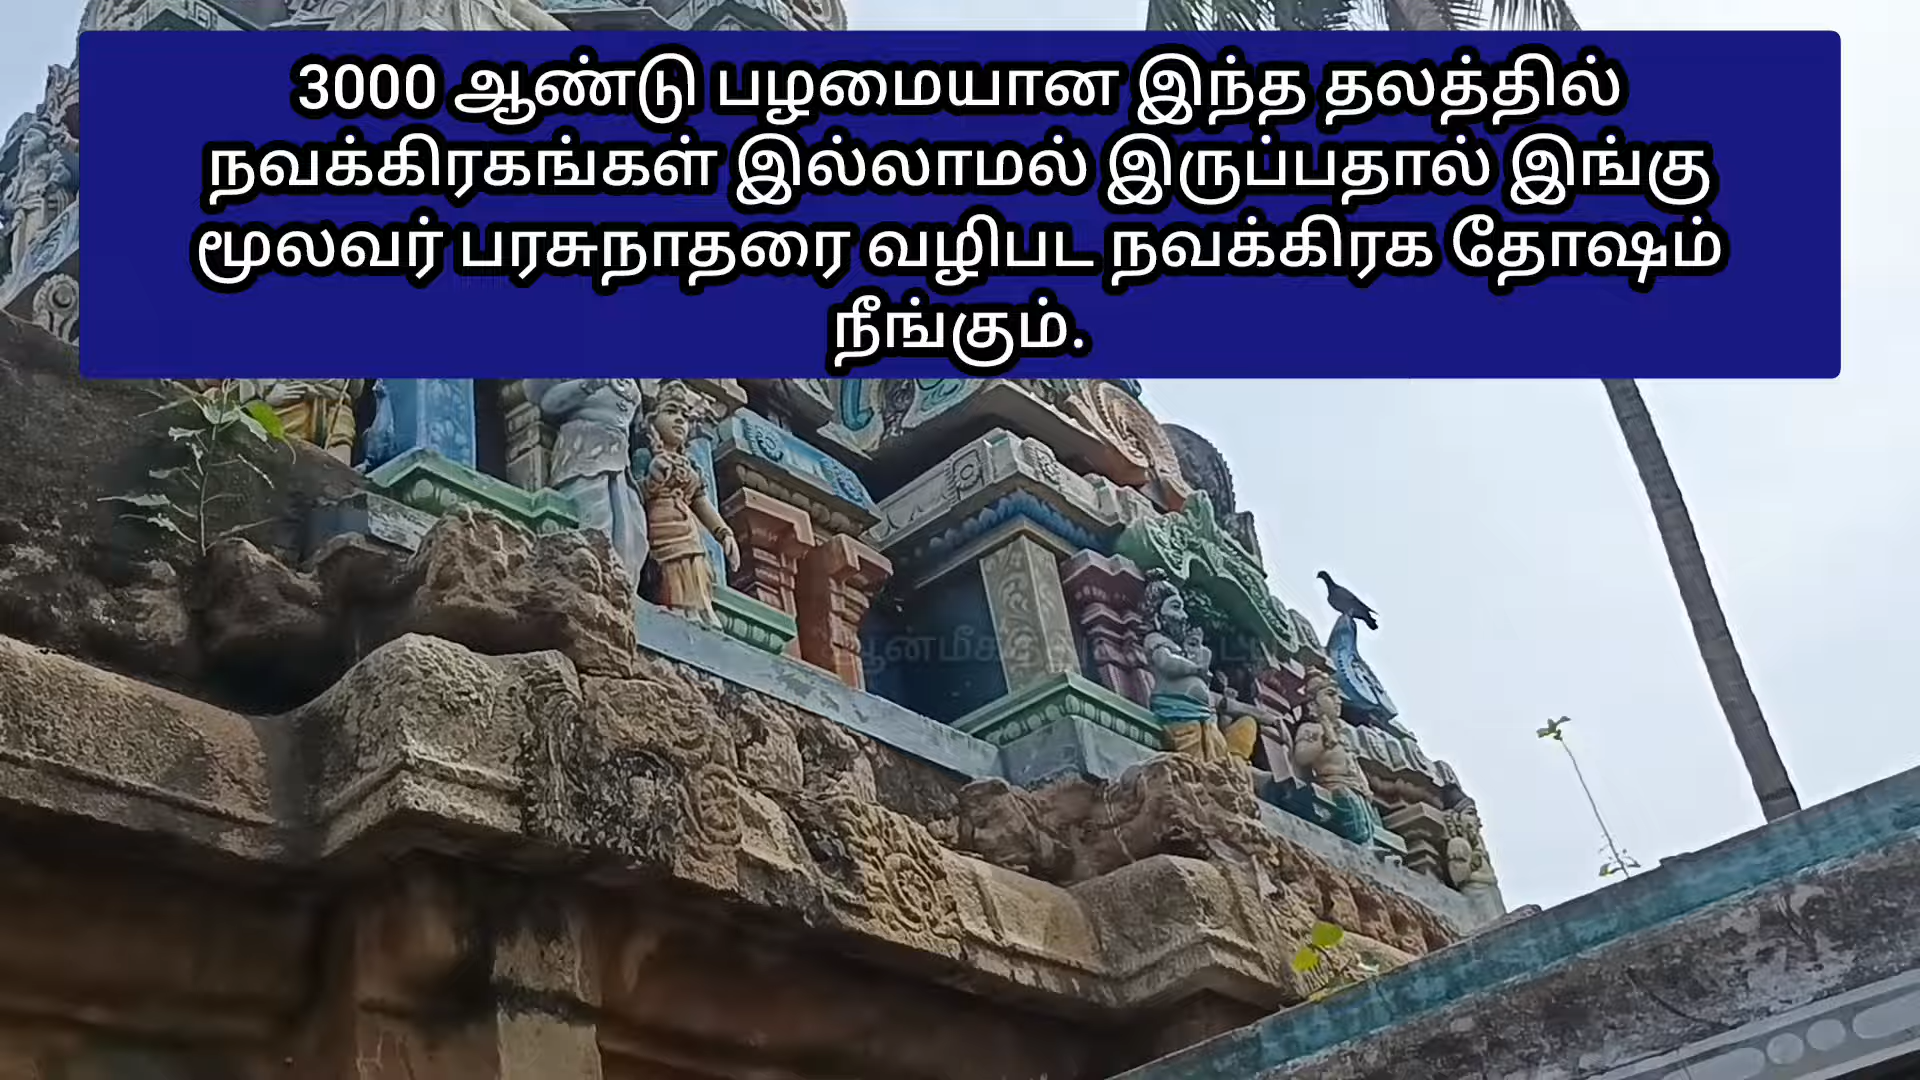 3000 ஆண்டு பழமையான இந்த தலத்தில்
நவக்கிரகங்கள் இல்லாமல் இருப்பதால் இங்கு
மூலவர் பரசுநாதரை வழிபட நவக்கிரக தோஷம்
நீங்கும்.